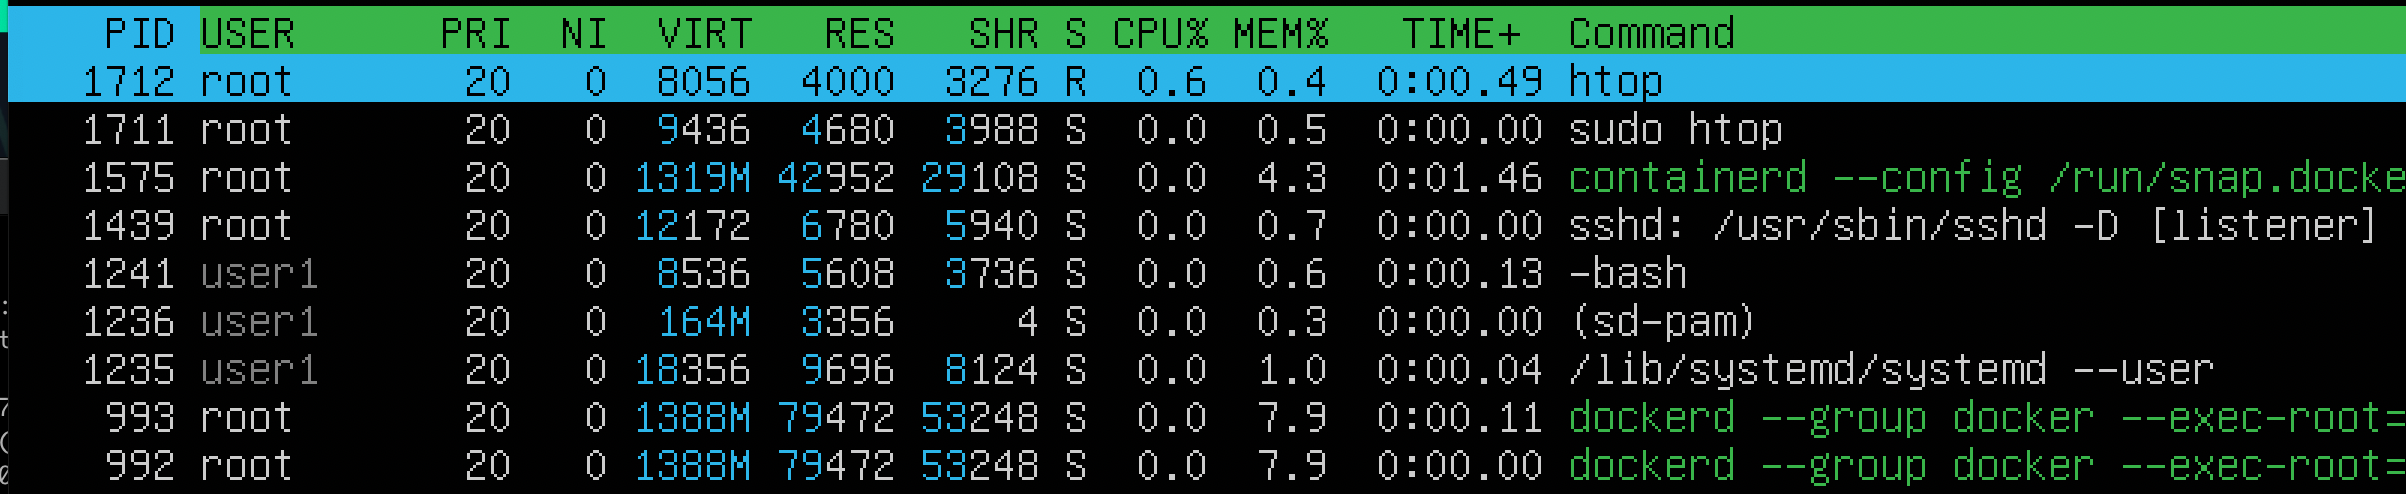 PID USER PRI NI VIRT RES SHR S CPU% MEM% TIME+ Command
1712 root 20 0 8056 4000 3276 R 0.6 0.4 0:00.49 htop
1711 root 20 0 9436 4680 3988 S 0.0 0.5 0:00.00 sudo htop
1575 root 20 0 1319M 42952 29108 S 0.0 4.3 0:01.46 containerd --config /run/snap.docke
1439 root 20 0 12172 6780 5940 S 0.0 0.7 0:00.00 sshd: /usr/sbin/sshd -D [listener]
1241 user1 20 0 8536 5608 3736 S 0.0 0.6 0:00.13 -bash
1236 user1 20 0 164M 3356 4 S 0.0 0.3 0:00.00 (sd-pam)
1235 user1 20 0 18356 9696 8124 S 0.0 1.0 0:00.04 /lib/systemd/systemd --user
993 root 20 0 1388M 79472 53248 S 0.0 7.9 0:00.11 dockerd --group docker --exec-root=
992 root 20 0 1388M 79472 53248 S 0.0 7.9 0:00.00 dockerd --group docker --exec-root=